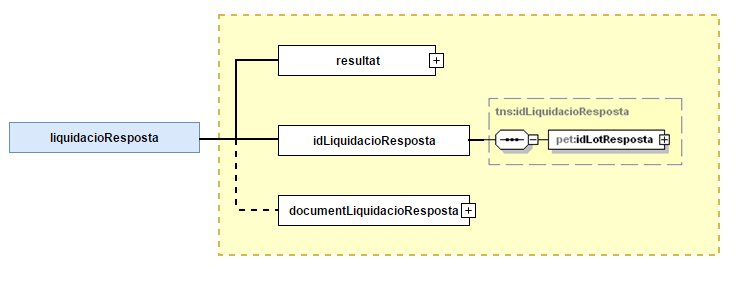 resultat
tns:idLiquidacioResposta
liquidacioResposta
idLiquidacioResposta
pet:idLotResposta
documentLiquidacioResposta